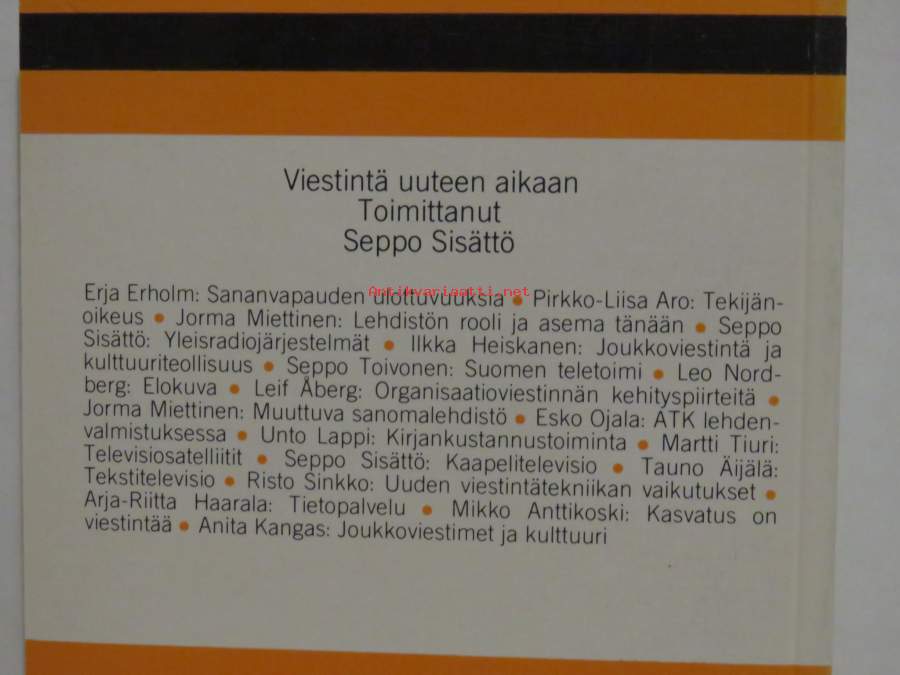 Viestintä uuteen aikaan
Toimittanut
Seppo Sisättö
Antikvariaatti.net
Erja Erholm: Sananvapauden ulottuvuuksia • Pirkko-Liisa Aro: Tekijän-
oikeus • Jorma Miettinen: Lehdistön rooli ja asema tänään • Seppo
Sisättö: Yleisradiojärjestelmät • Ilkka Heiskanen: Joukkoviestintä ja
kulttuuriteollisuus • Seppo Toivonen: Suomen teletoimi • Leo Nord-
berg: Elokuva • Leif Åberg: Organisaatioviestinnän kehityspiirteitä •
Jorma Miettinen: Muuttuva sanomalehdistö • Esko Ojala: ATK lehden-
valmistuksessa • Unto Lappi: Kirjankustannustoiminta • Martti Tiuri:
Televisiosatelliitit • Seppo Sisättö: Kaapelitelevisio • Tauno Äijälä:
Tekstitelevisio • Risto Sinkko: Uuden viestintätekniikan vaikutukset •
Arja-Riitta Haarala: Tietopalvelu • Mikko Anttikoski: Kasvatus on
viestintää • Anita Kangas: Joukkoviestimet ja kulttuuri